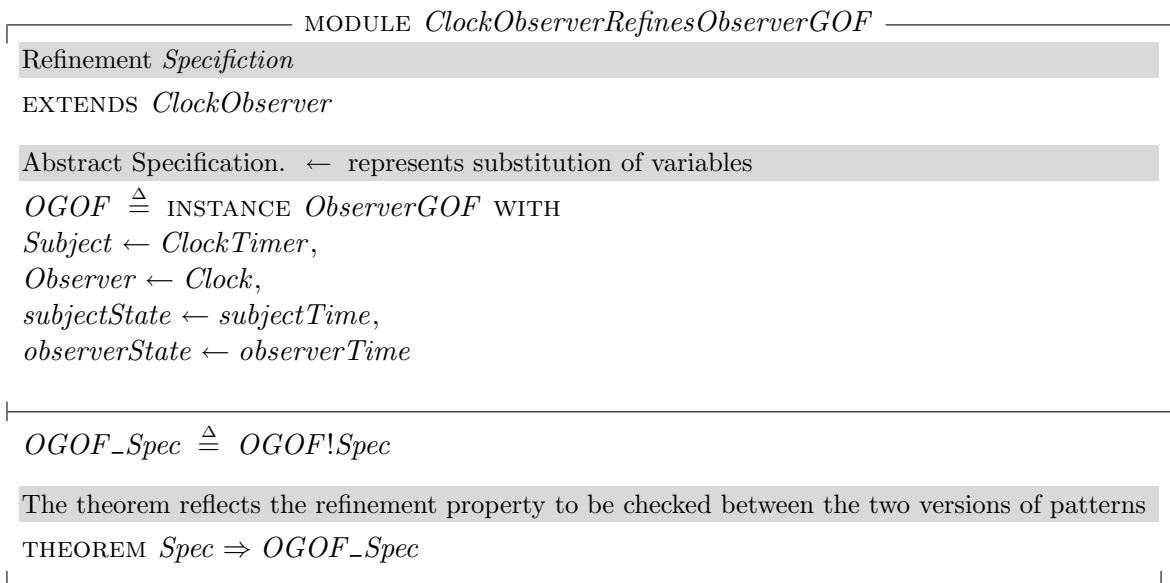 MODULE ClockObserverRefinesObserverGOF
Refinement Specifiction
EXTENDS ClockObserver
Abstract Specification. ← represents substitution of variables
OGOF ≜ INSTANCE ObserverGOF WITH
Subject ← ClockTimer,
Observer ← Clock,
subjectState ← subjectTime,
observerState ← observerTime
OGOF_Spec ≜ OGOF!Spec
The theorem reflects the refinement property to be checked between the two versions of patterns
THEOREM Spec ⇒ OGOF_Spec